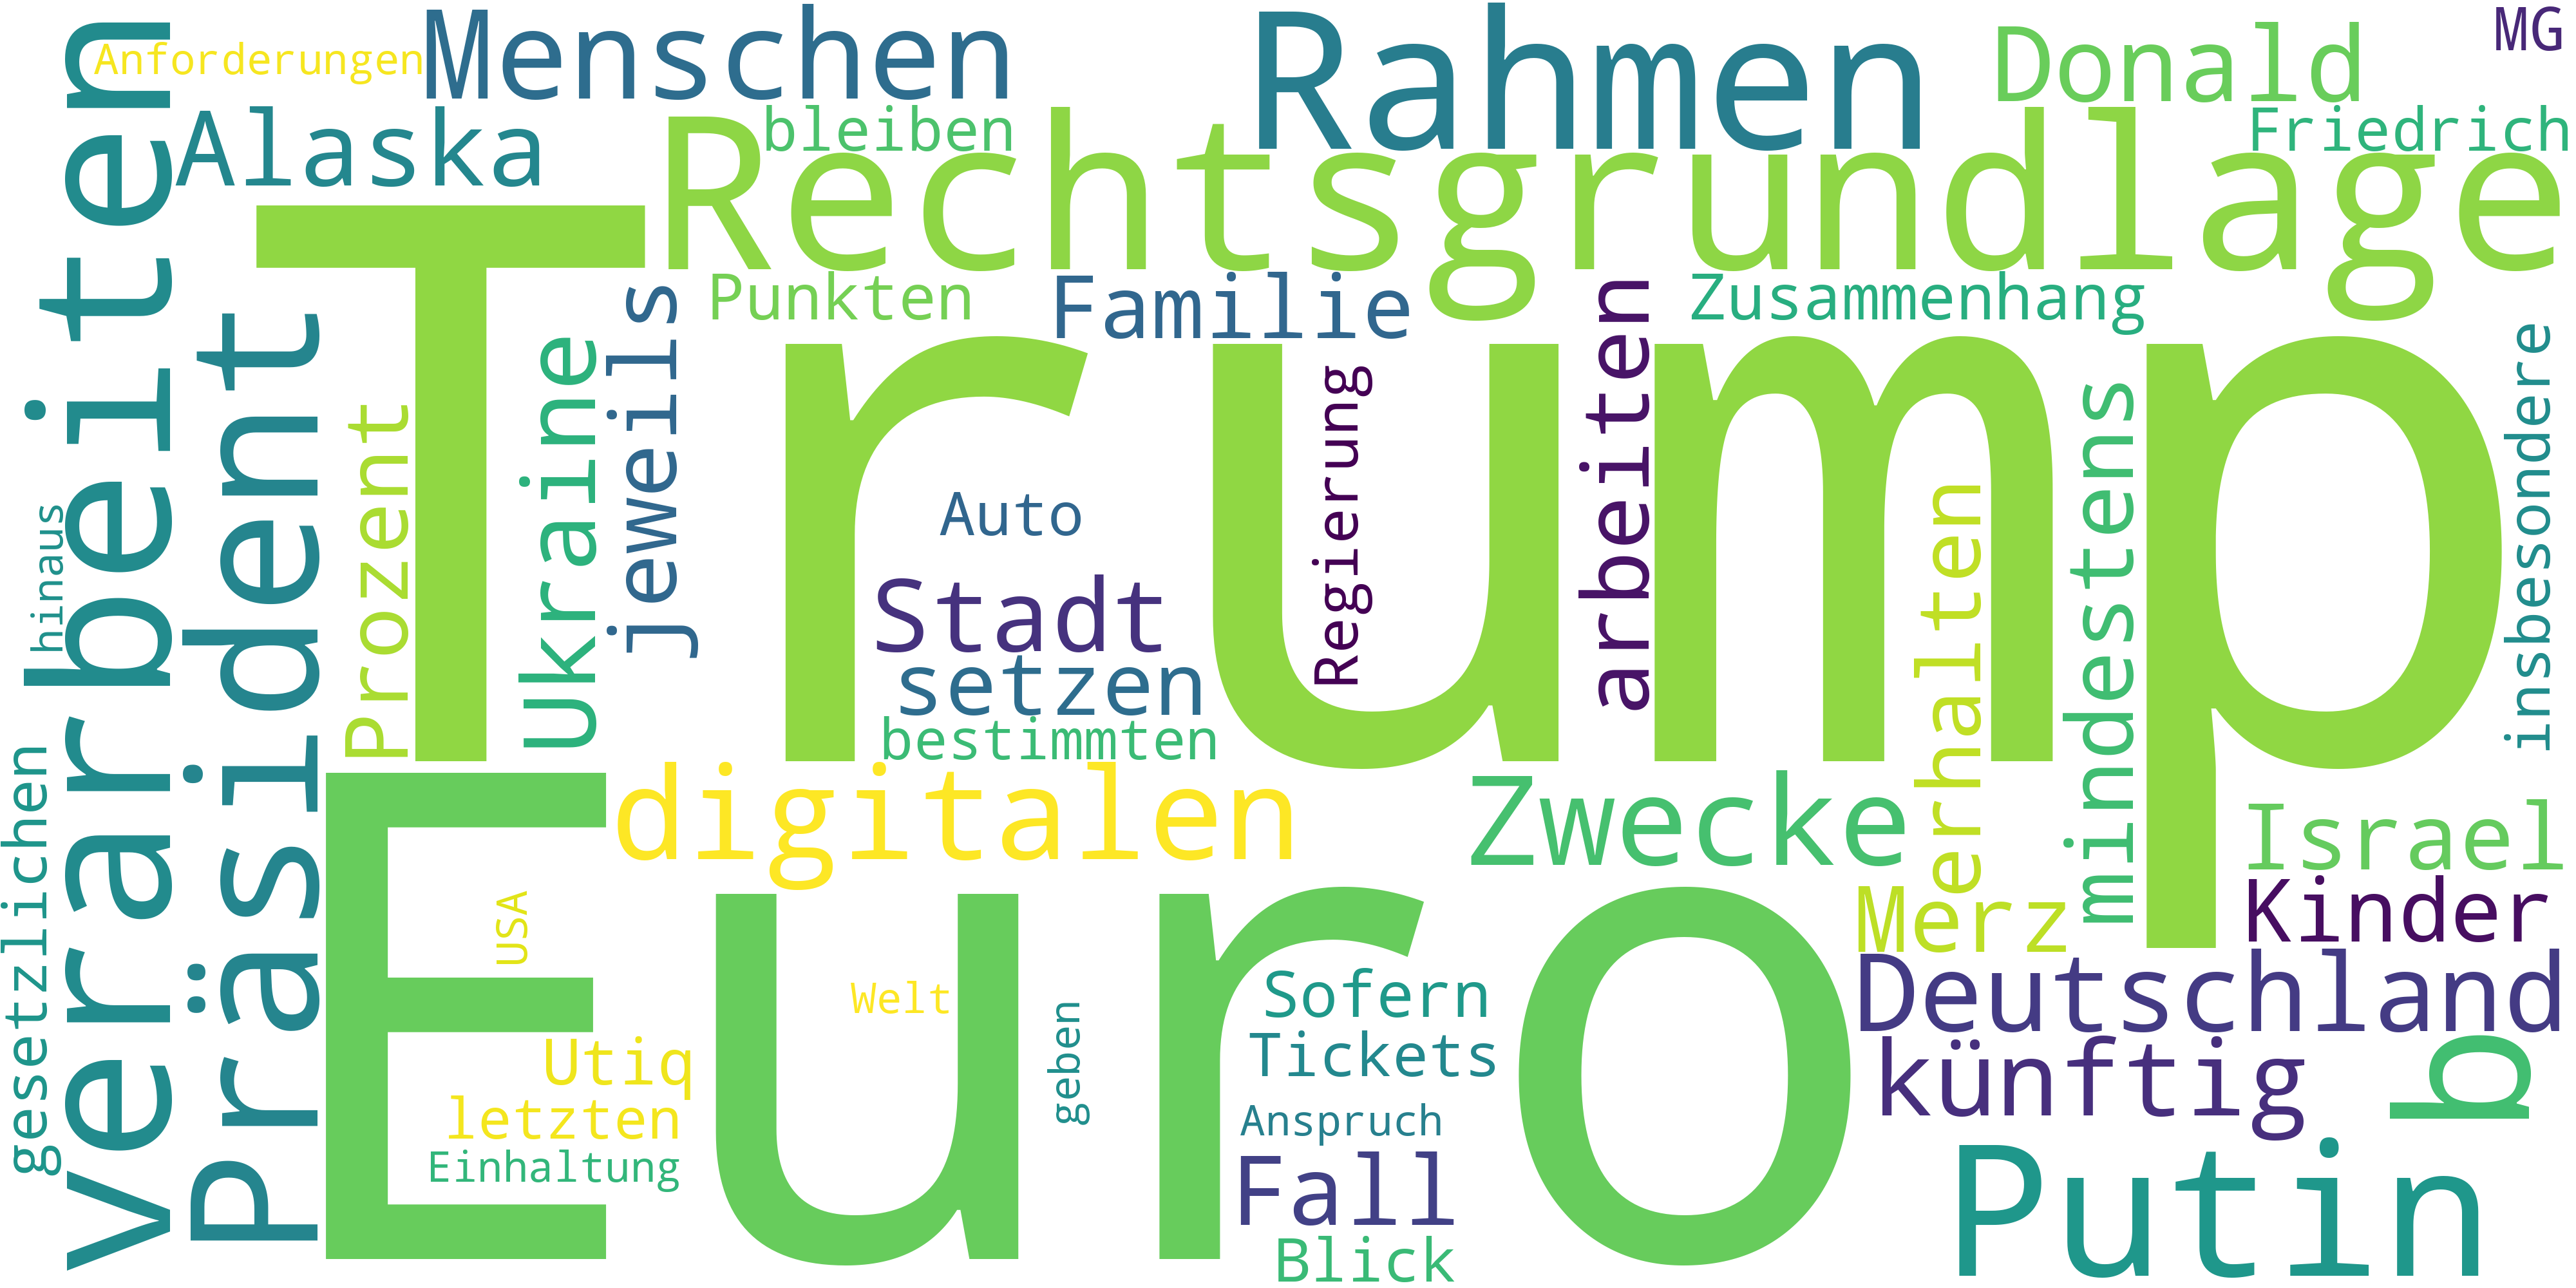 Anforderungen
Menschen
Rahmen
Donald
MG
Alaska
bleiben
Rechtsgrundlage
Friedrich
verarbeiten
Präsident
Trump
Punkten
Familie
Zusammenhang
Prozent
Ukraine
jeweils
Regierung
arbeiten
erhalten
mindestens
insbesondere
hinaus
Auto
Stadt
setzen
bestimmten
gesetzlichen
Euro
digitalen
Zwecke
Israel
Merz
Kinder
USA
Welt
geben
Sofern
Deutschland
Utiq
Tickets
künftig
b
letzten
Anspruch
Einhaltung
Fall
Putin
Blick